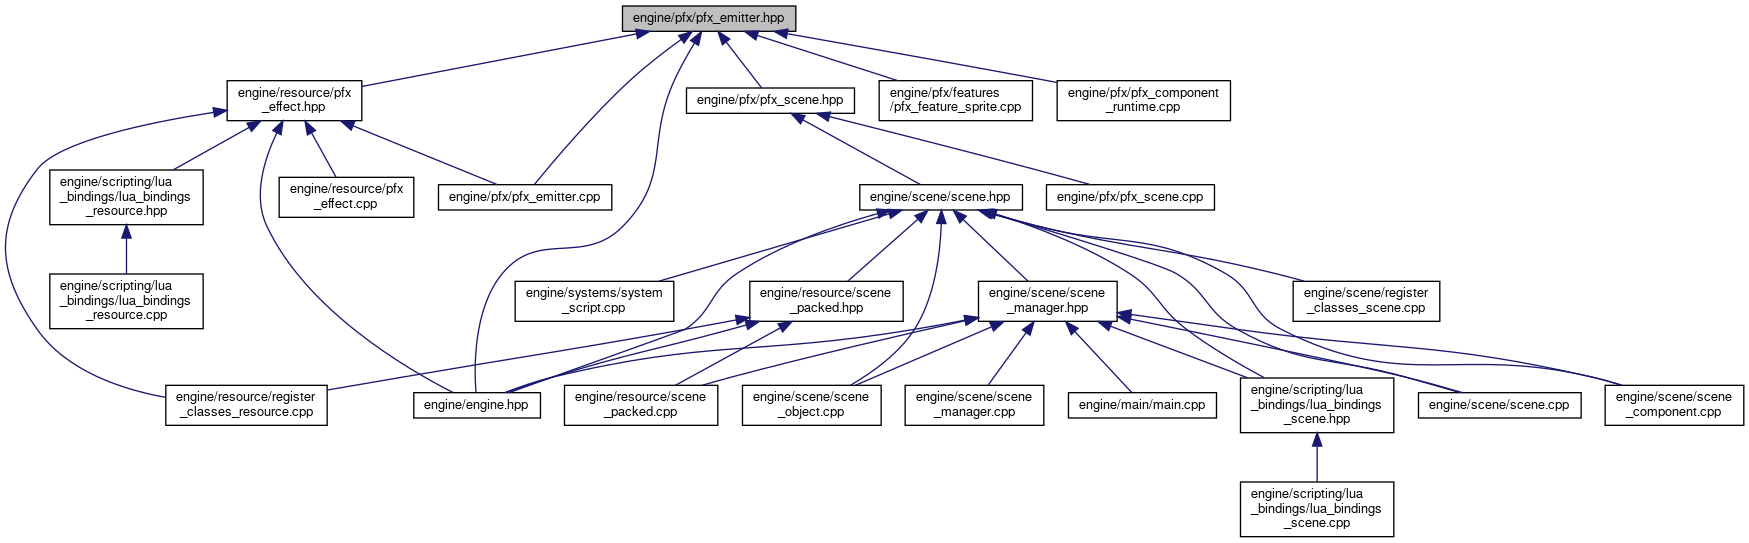 engine/pfx/pfx_emitter.hpp
engine/resource/pfx
_effect.hpp
engine/pfx/pfx_scene.hpp
engine/pfx/features
/pfx_feature_sprite.cpp
engine/pfx/pfx_component
_runtime.cpp
engine/scripting/lua
_bindings/lua_bindings
_resource.hpp
engine/resource/pfx
_effect.cpp
engine/pfx/pfx_emitter.cpp
engine/scene/scene.hpp
engine/pfx/pfx_scene.cpp
engine/scripting/lua
_bindings/lua_bindings
_resource.cpp
engine/systems/system
_script.cpp
engine/resource/scene
_packed.hpp
engine/scene/scene
_manager.hpp
engine/scene/register
_classes_scene.cpp
engine/resource/register
_classes_resource.cpp
engine/engine.hpp
engine/resource/scene
_packed.cpp
engine/scene/scene
_object.cpp
engine/scene/scene
_manager.cpp
engine/main/main.cpp
engine/scripting/lua
_bindings/lua_bindings
_scene.hpp
engine/scene/scene.cpp
engine/scene/scene
_component.cpp
engine/scripting/lua
_bindings/lua_bindings
_scene.cpp